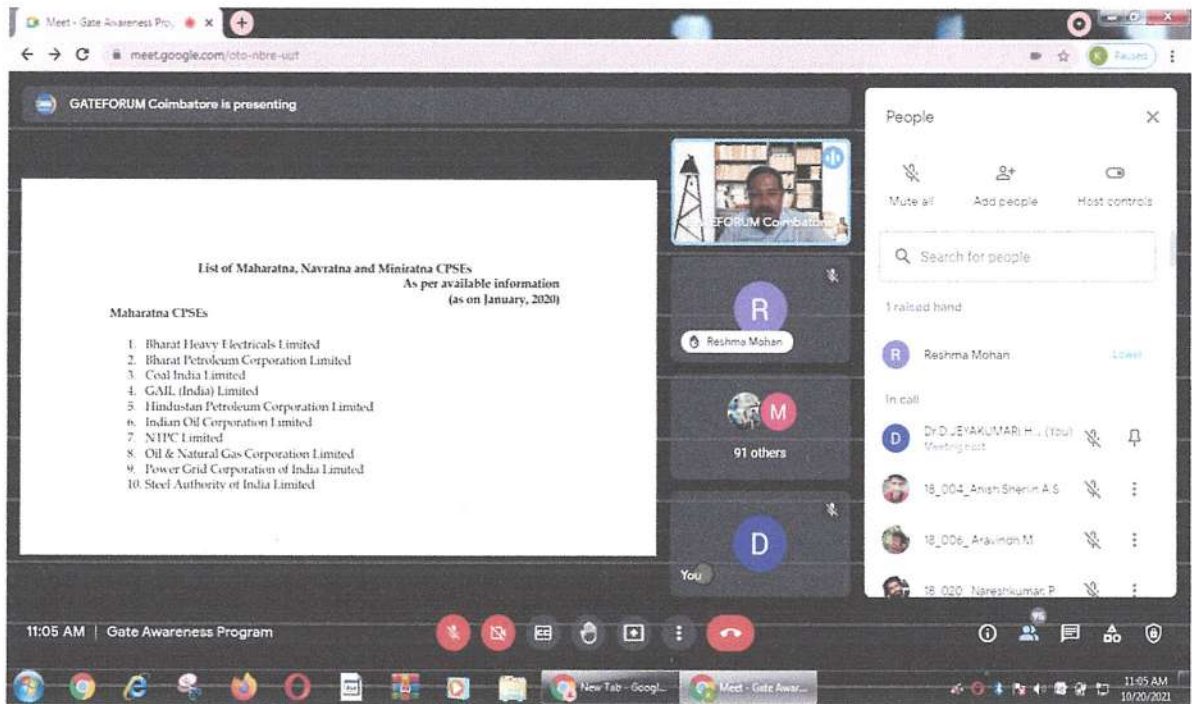 Meet - Gate Awareness Pro
meet.google.com/oto-nbre-uut
K
Paused
GATEFORUM Coimbatore is presenting
List of Maharatna, Navratna and Miniratna CPSEs
As per available information
(as on January, 2020)
Maharatna CPSEs
1. Bharat Heavy Electricals Limited
2. Bharat Petroleum Corporation Limited
3. Coal India Limited
4. GAIL (India) Limited
5. Hindustan Petroleum Corporation Limited
6. Indian Oil Corporation Limited
7. NTPC Limited
8. Oil & Natural Gas Corporation Limited
9. Power Grid Corporation of India Limited
10. Steel Authority of India Limited
GATEFORUM Coimbatore
R
Reshma Mohan
M
91 others
D
You
People
Mute all
Add people
Host controls
Search for people
1 raised hand
R
Reshma Mohan
Lower
In call
D
Dr.D.JEYAKUMARI H... (You)
Meeting host
18_004_Anish Sherlin A.S
18_006_Aravindh.M
18_020_Nareshkumar. P
11:05 AM | Gate Awareness Program
CC
95
New Tab - Googl...
Meet - Gate Awar...
11:05 AM
10/20/2021